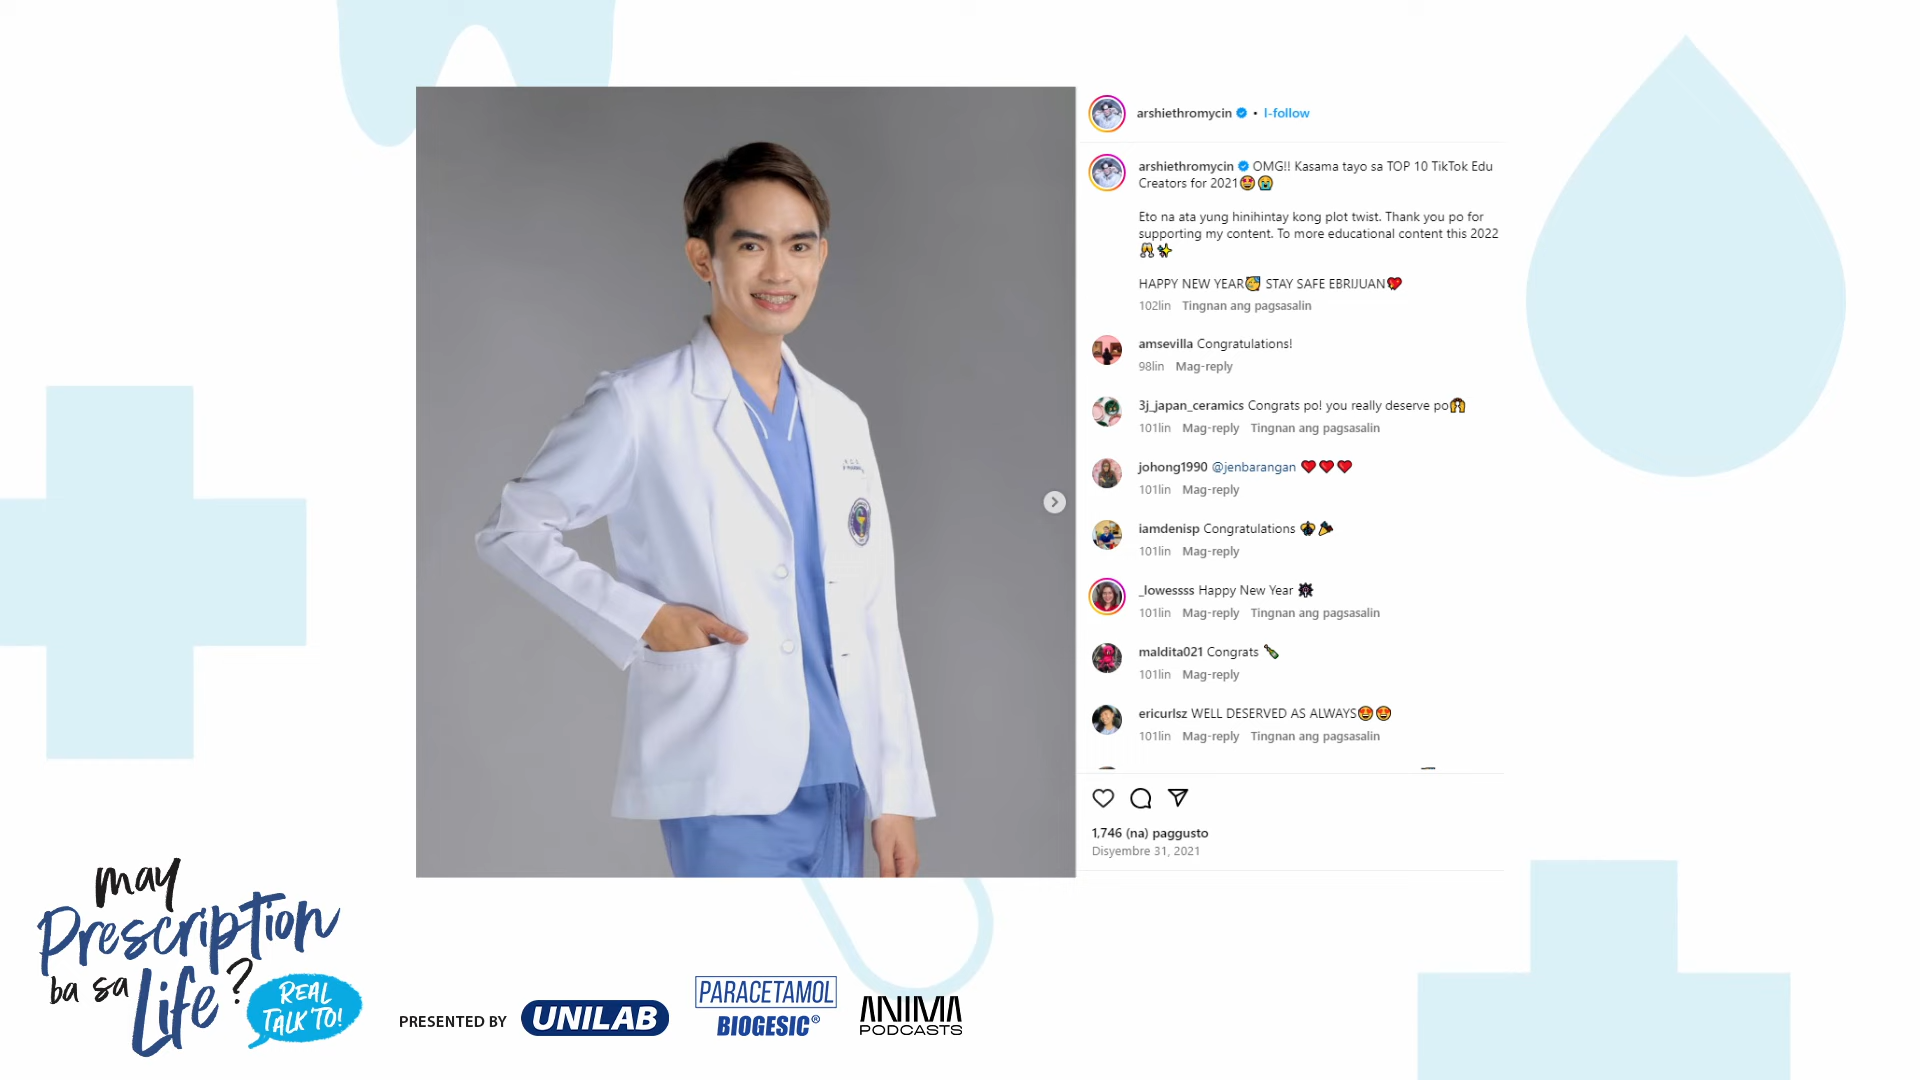 arshiethromycin • I-follow
arshiethromycin OMG!! Kasama tayo sa TOP 10 TikTok Edu
Creators for 2021🤩😭
Eto na ata yung hinihintay kong plot twist. Thank you po for
supporting my content. To more educational content this 2022
🥂✨
HAPPY NEW YEAR🥳 STAY SAFE EBRIJUAN💖
102lin Tingnan ang pagsasalin
amsevilla Congratulations!
98lin Mag-reply
3j_japan_ceramics Congrats po! you really deserve po
101lin Mag-reply Tingnan ang pagsasalin
johong1990 @jenbarangan ❤️❤️❤️
101lin Mag-reply
iamdenisp Congratulations 🎉
101lin Mag-reply
_lowessss Happy New Year
101lin Mag-reply Tingnan ang pagsasalin
maldita021 Congrats 🍾
101lin Mag-reply
ericurlsz WELL DESERVED AS ALWAYS🤩🤩
101lin Mag-reply Tingnan ang pagsasalin
1,746 (na) paggusto
Disyembre 31, 2021
may
Prescription
ba sa Life?
REAL
TALK 'TO!
PRESENTED BY
UNILAB
PARACETAMOL
BIOGESIC®
ANIMA
PODCASTS